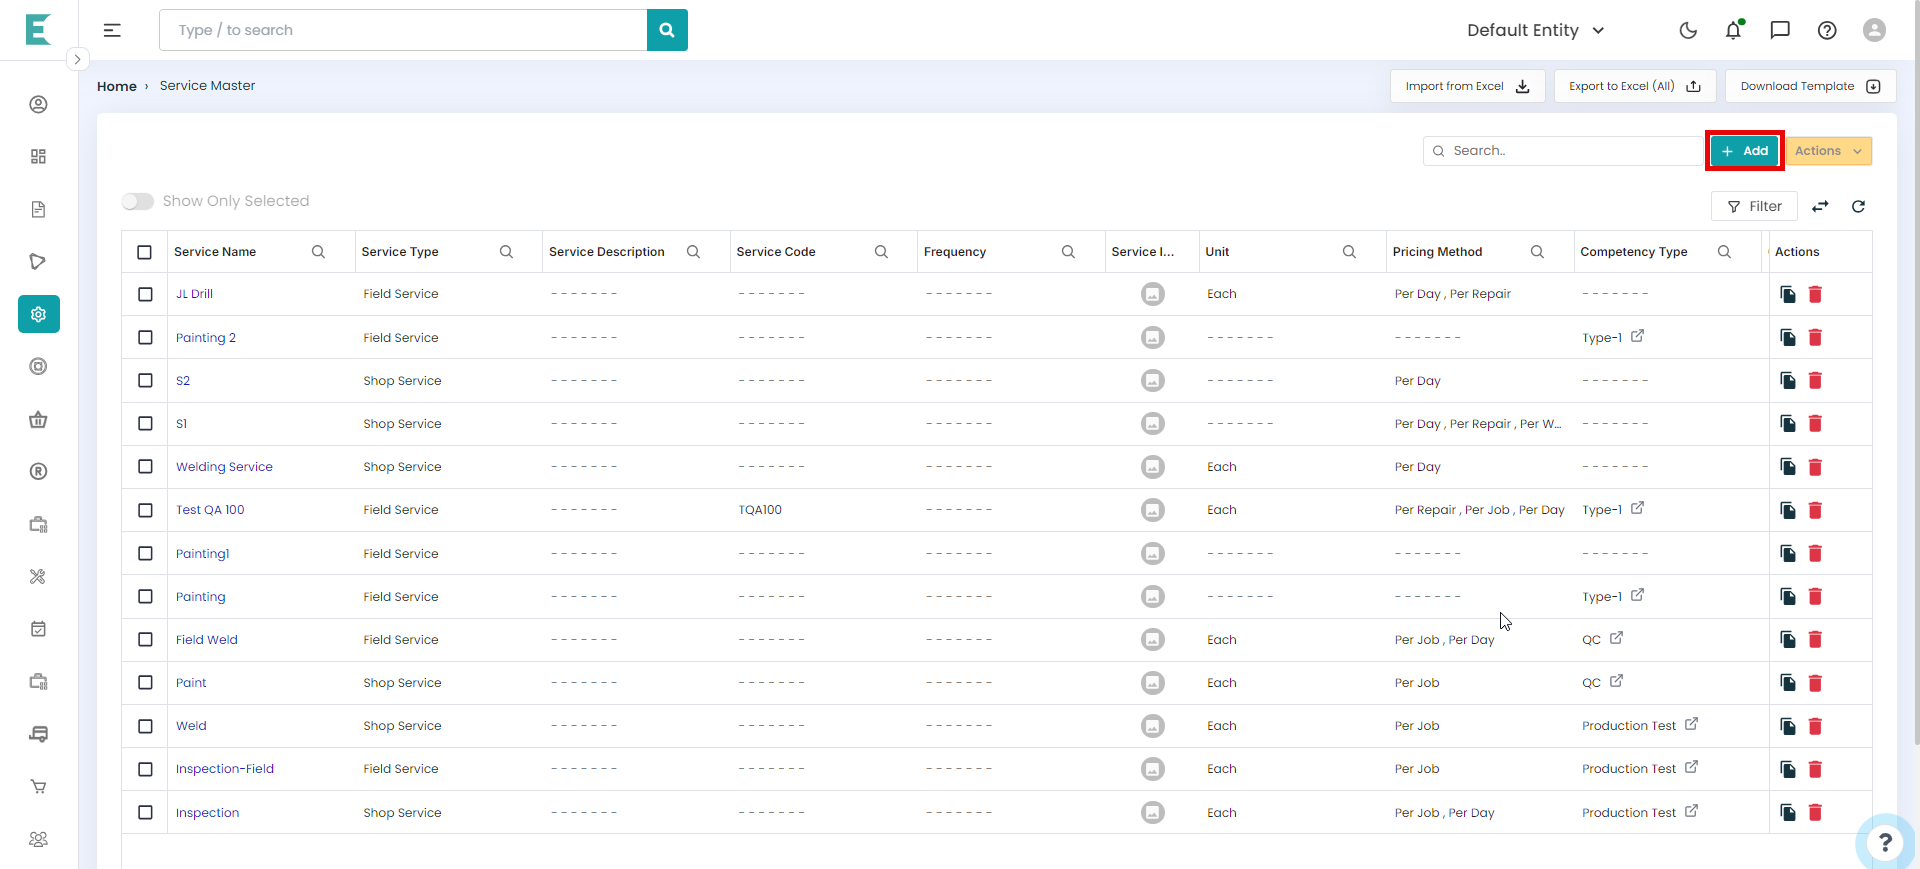 Type / to search
Default Entity
Home › Service Master
Import from Excel
Export to Excel (All)
Download Template
Search..
+ Add
Actions
Show Only Selected
Filter
Service Name Service Type Service Description Service Code Frequency Service I... Unit Pricing Method Competency Type Actions
JL Drill Field Service ------- ------- ------- Each Per Day , Per Repair -------
Painting 2 Field Service ------- ------- ------- ------- ------- Type-1
S2 Shop Service ------- ------- ------- ------- Per Day -------
S1 Shop Service ------- ------- ------- ------- Per Day , Per Repair , Per W... -------
Welding Service Shop Service ------- ------- ------- Each Per Day -------
Test QA 100 Field Service ------- TQA100 ------- Each Per Repair , Per Job , Per Day Type-1
Painting1 Field Service ------- ------- ------- ------- ------- -------
Painting Field Service ------- ------- ------- ------- ------- Type-1
Field Weld Field Service ------- ------- ------- Each Per Job , Per Day QC
Paint Shop Service ------- ------- ------- Each Per Job QC
Weld Shop Service ------- ------- ------- Each Per Job Production Test
Inspection-Field Field Service ------- ------- ------- Each Per Job Production Test
Inspection Shop Service ------- ------- ------- Each Per Job , Per Day Production Test